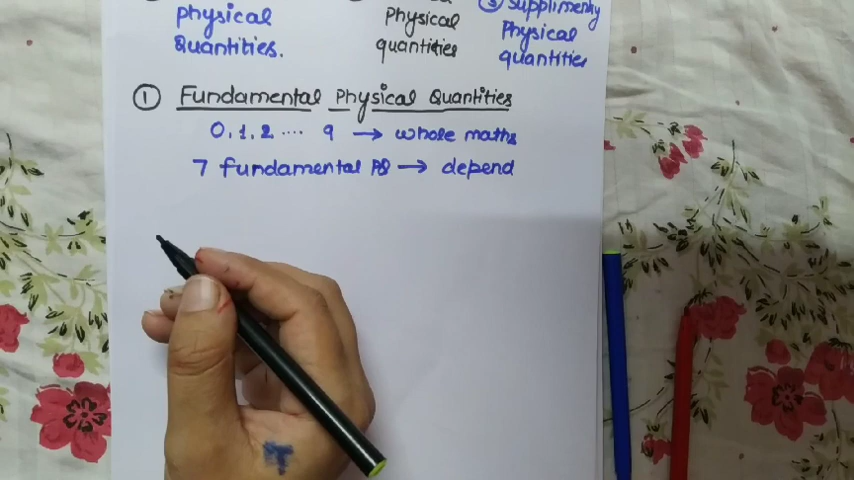 physical Physical ③ Supplimentry
Quantities. quantities Physical
quantities
① Fundamental Physical Quantities
0,1,2 .... 9 → whole maths
7 fundamental PQ → depend